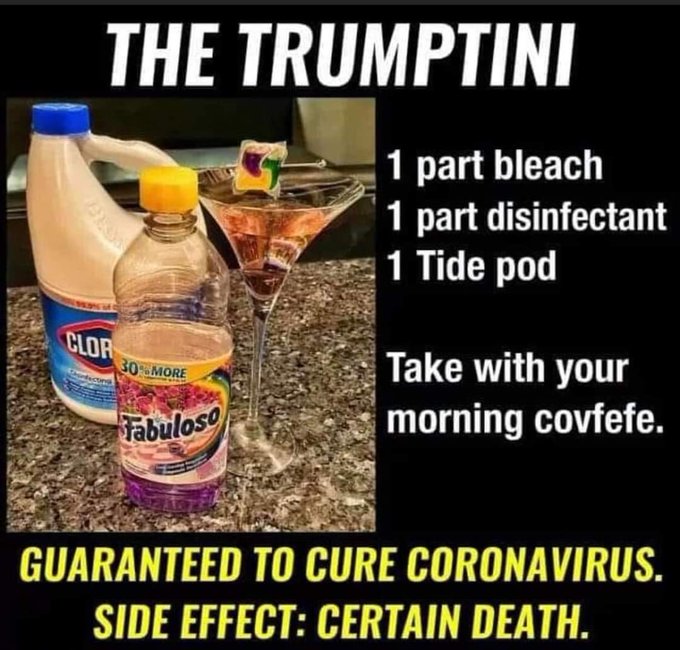 THE TRUMPTINI
1 part bleach
1 part disinfectant
1 Tide pod
Take with your
morning covfefe.
CLOR
30% MORE
Fabuloso
GUARANTEED TO CURE CORONAVIRUS.
SIDE EFFECT: CERTAIN DEATH.